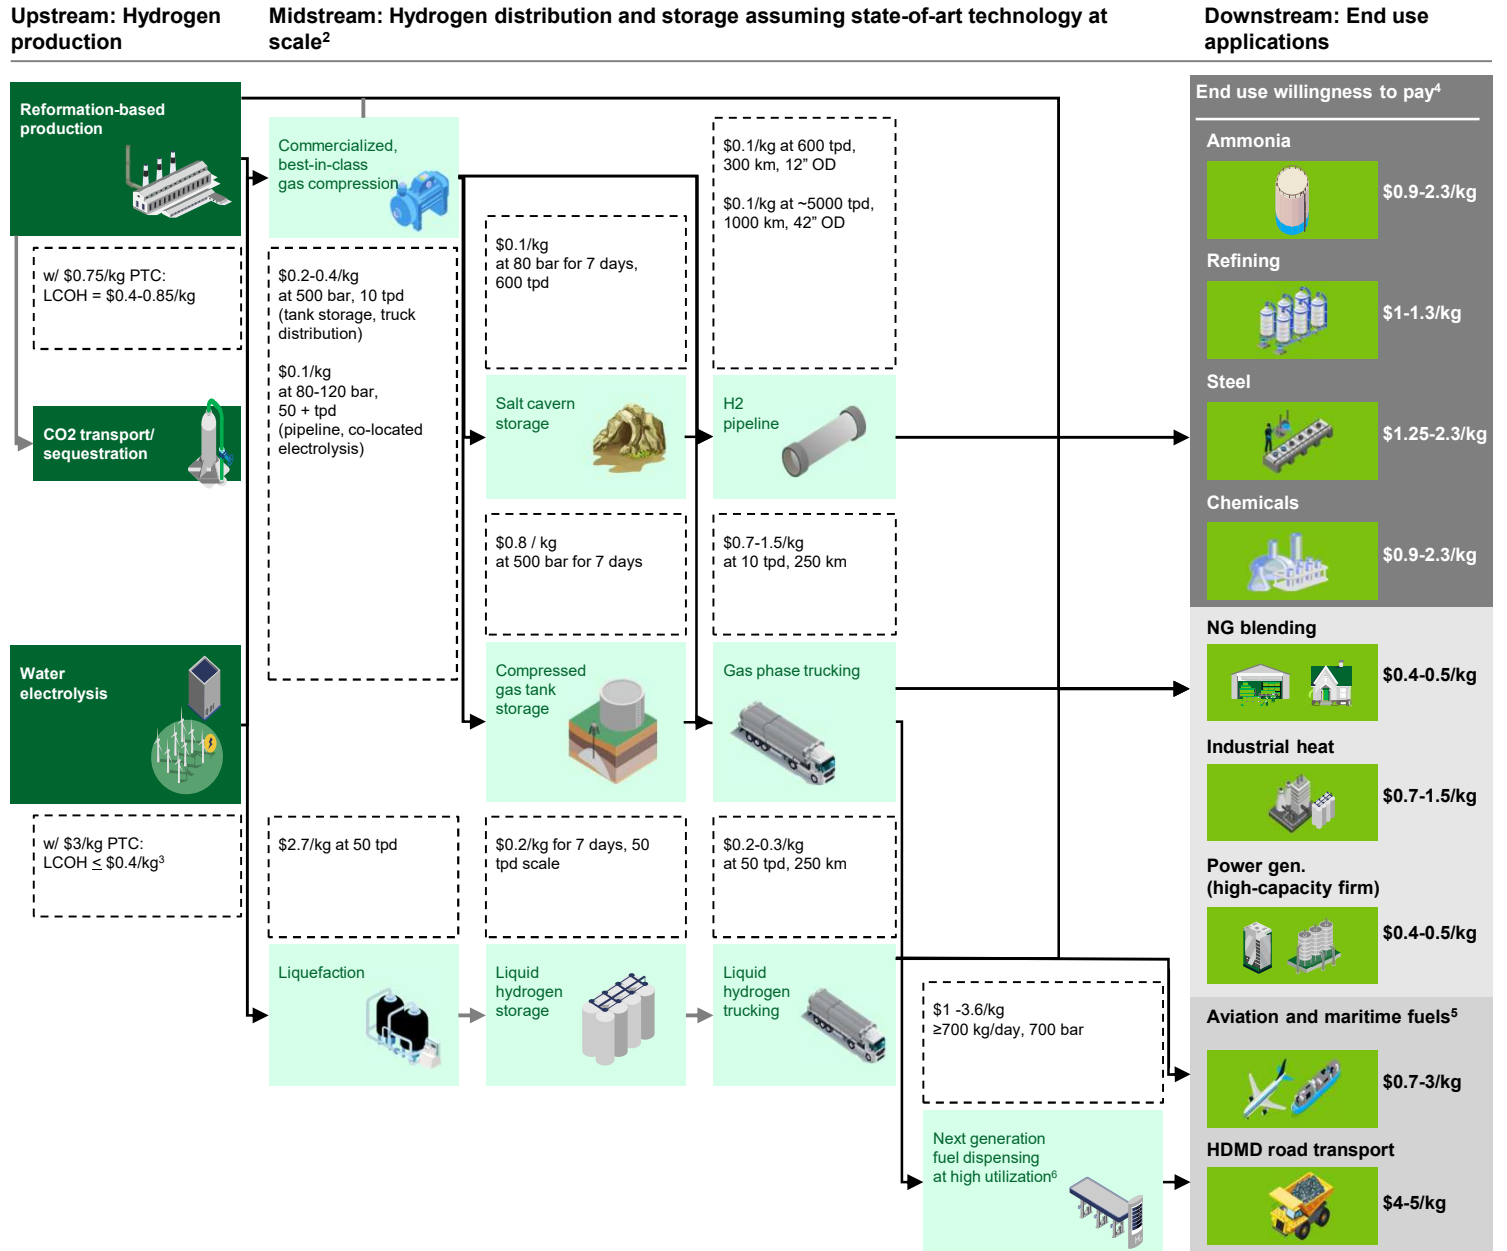 Upstream: Hydrogen
production
Midstream: Hydrogen distribution and storage assuming state-of-art technology at
scale²
Downstream: End use
applications
Reformation-based
production
w/ $0.75/kg PTC:
LCOH = $0.4-0.85/kg
CO2 transport/
sequestration
Water
electrolysis
w/ $3/kg PTC:
LCOH ≤ $0.4/kg³
Commercialized,
best-in-class
gas compression
$0.2-0.4/kg
at 500 bar, 10 tpd
(tank storage, truck
distribution)
$0.1/kg
at 80-120 bar,
50 + tpd
(pipeline, co-located
electrolysis)
$0.1/kg
at 80 bar for 7 days,
600 tpd
Salt cavern
storage
$0.1/kg at 600 tpd,
300 km, 12” OD
$0.1/kg at ~5000 tpd,
1000 km, 42” OD
H2
pipeline
$0.8 / kg
at 500 bar for 7 days
Compressed
gas tank
storage
$0.7-1.5/kg
at 10 tpd, 250 km
Gas phase trucking
$2.7/kg at 50 tpd
Liquefaction
$0.2/kg for 7 days, 50
tpd scale
Liquid
hydrogen
storage
$0.2-0.3/kg
at 50 tpd, 250 km
Liquid
hydrogen
trucking
$1 -3.6/kg
≥700 kg/day, 700 bar
Next generation
fuel dispensing
at high utilization⁶
End use willingness to pay⁴
Ammonia
$0.9-2.3/kg
Refining
$1-1.3/kg
Steel
$1.25-2.3/kg
Chemicals
$0.9-2.3/kg
NG blending
$0.4-0.5/kg
Industrial heat
$0.7-1.5/kg
Power gen.
(high-capacity firm)
$0.4-0.5/kg
Aviation and maritime fuels⁵
$0.7-3/kg
HDMD road transport
$4-5/kg